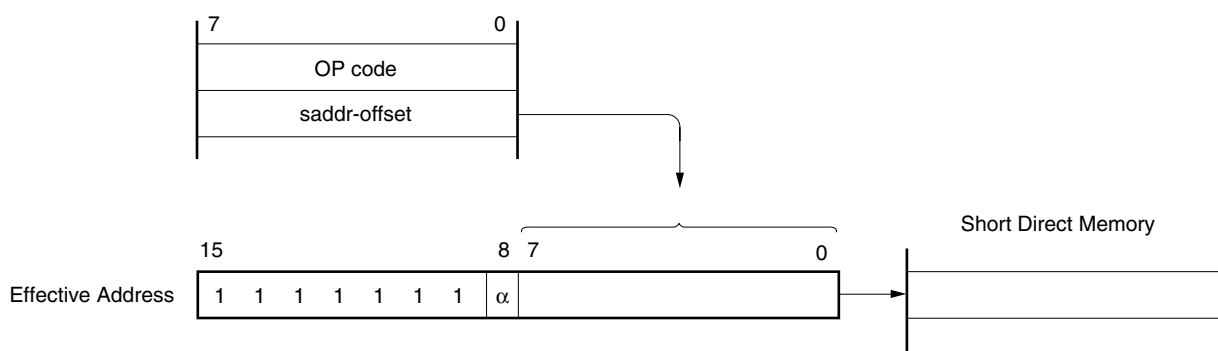 7 0
OP code
saddr-offset
Short Direct Memory
15 8 7 0
Effective Address 1 1 1 1 1 1 1 α